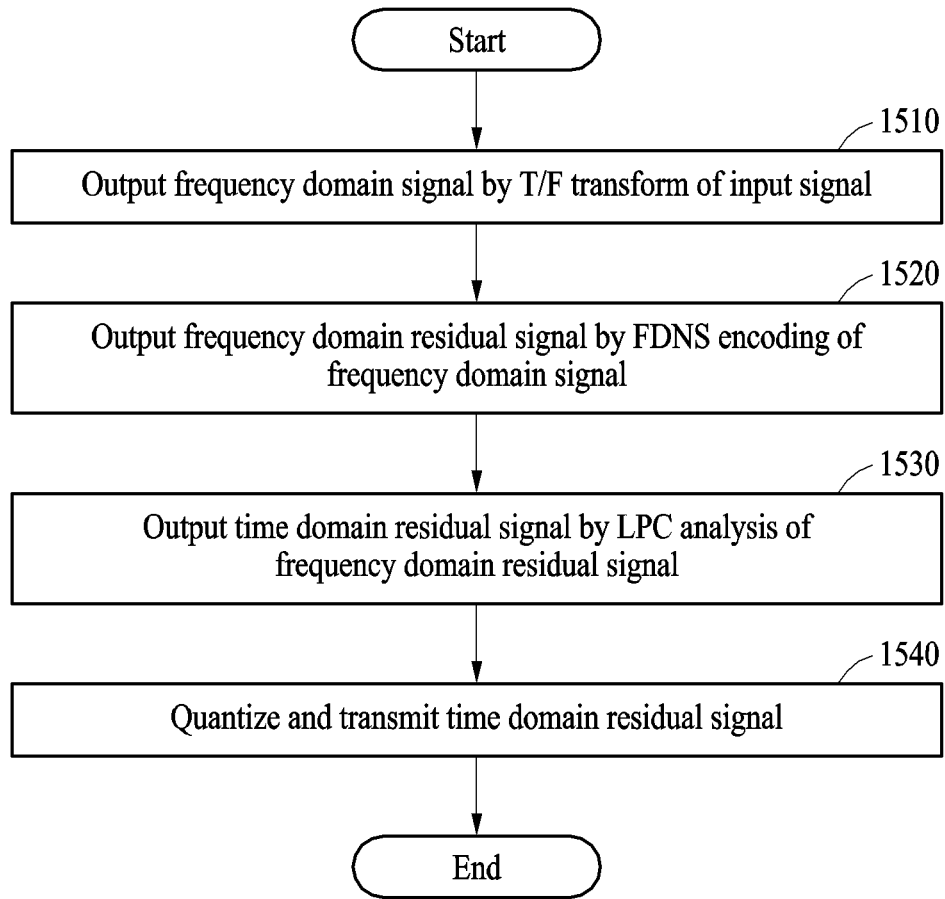 Start
1510
Output frequency domain signal by T/F transform of input signal
1520
Output frequency domain residual signal by FDNS encoding of
frequency domain signal
1530
Output time domain residual signal by LPC analysis of
frequency domain residual signal
1540
Quantize and transmit time domain residual signal
End